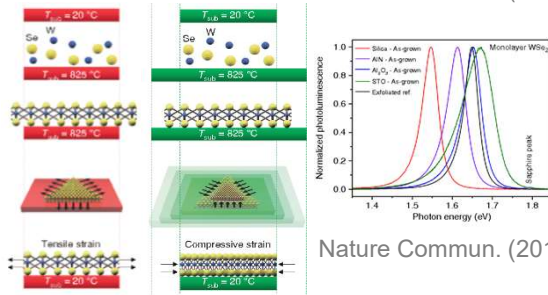 T_sub = 20 °C
T_sub = 20 °C
Se
W
Se
W
T_sub = 825 °C
T_sub = 825 °C
T_sub = 825 °C
T_sub = 825 °C
Tensile strain
Compressive strain
T_sub = 20 °C
T_sub = 20 °C
Normalized photoluminescence
1.0
0.8
0.6
0.4
0.2
0.0
Silica - As-grown
AlN - As-grown
Al₂O₃ - As-grown
STO - As-grown
Exfoliated ref
Monolayer WSe₂
Sapphire peak
1.4
1.5
1.6
1.7
1.8
Photon energy (eV)
Nature Commun. (201